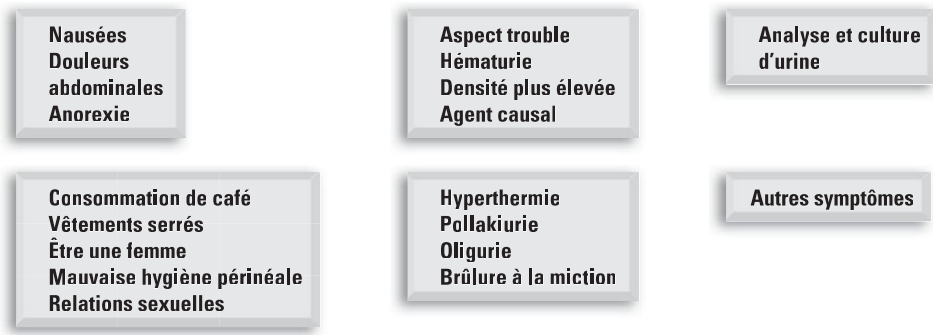 Nausées
Douleurs
abdominales
Anorexie
Aspect trouble
Hématurie
Densité plus élevée
Agent causal
Analyse et culture
d'urine
Consommation de café
Vêtements serrés
Être une femme
Mauvaise hygiène périnéale
Relations sexuelles
Hyperthermie
Pollakiurie
Oligurie
Brûlure à la miction
Autres symptômes